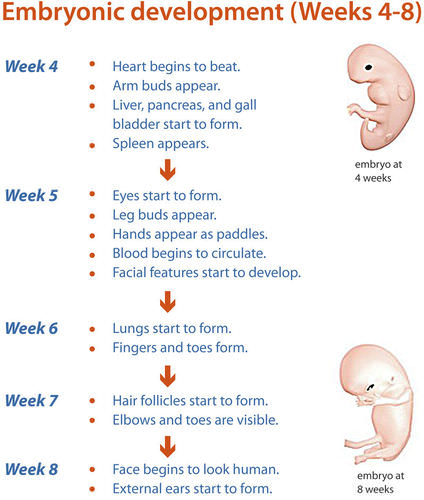 Embryonic development (Weeks 4-8)
Week 4
• Heart begins to beat.
• Arm buds appear.
• Liver, pancreas, and gall
bladder start to form.
• Spleen appears.
embryo at
4 weeks
Week 5
• Eyes start to form.
• Leg buds appear.
• Hands appear as paddles.
• Blood begins to circulate.
• Facial features start to develop.
Week 6
• Lungs start to form.
• Fingers and toes form.
Week 7
• Hair follicles start to form.
• Elbows and toes are visible.
Week 8
• Face begins to look human.
• External ears start to form.
embryo at
8 weeks